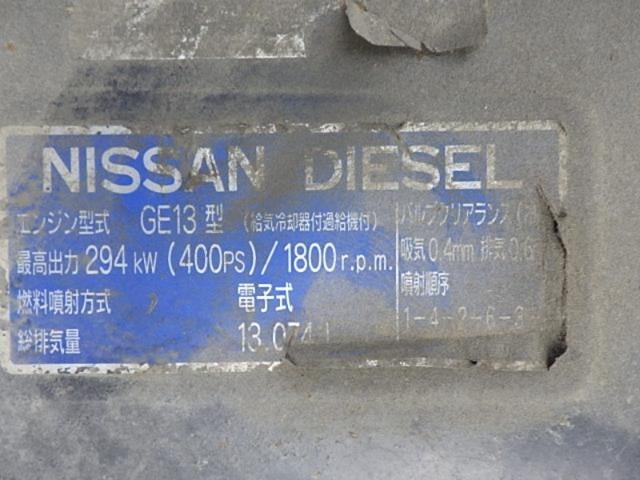 NISSAN DIESEL
エンジン型式 GE13 型 (給気冷却器付過給機付)
最高出力 294 kW (400PS) / 1800 r.p.m.
燃料噴射方式 電子式
総排気量 13.074 L
バルブクリアランス
吸気 0.4mm 排気 0.6
噴射順序
1-4-2-6-3